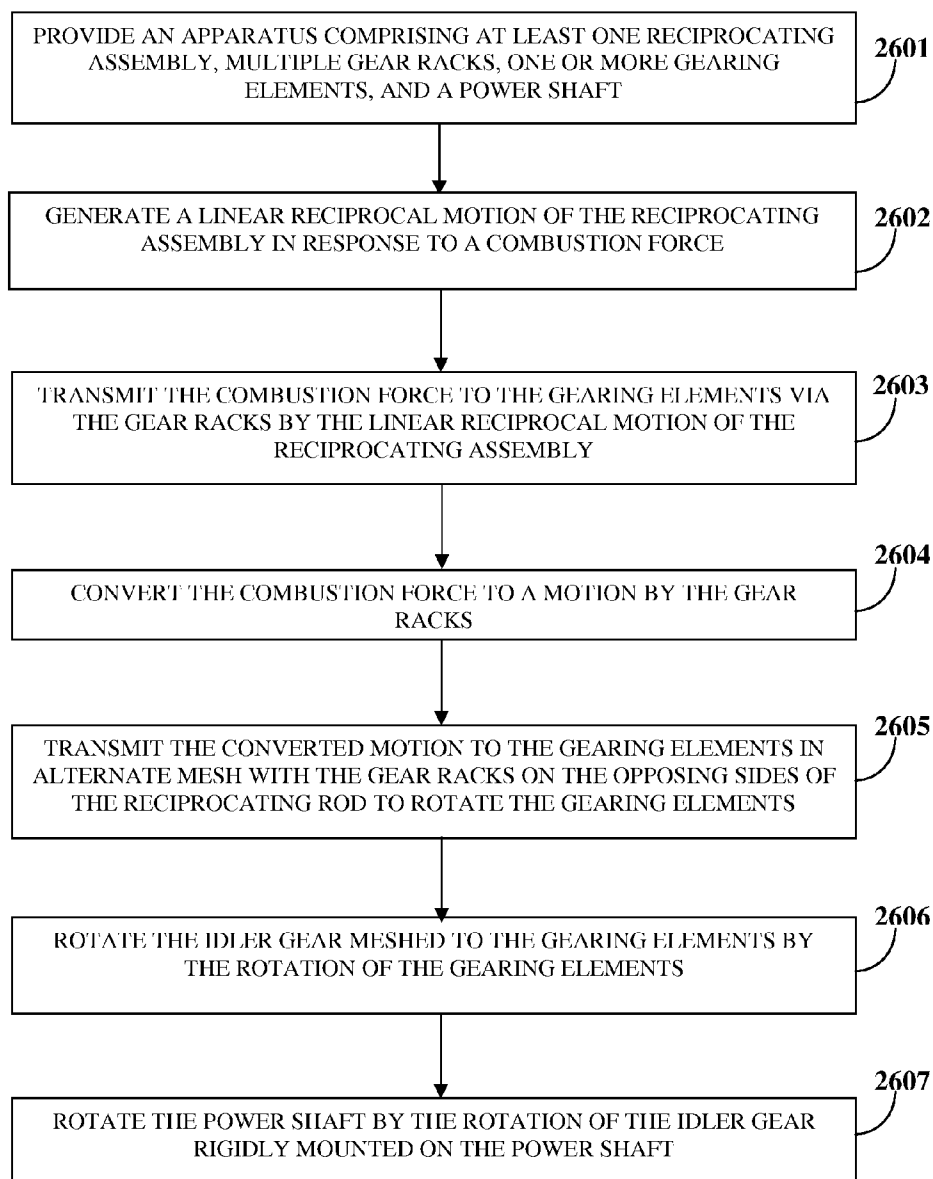 PROVIDE AN APPARATUS COMPRISING AT LEAST ONE RECIPROCATING
ASSEMBLY, MULTIPLE GEAR RACKS, ONE OR MORE GEARING
ELEMENTS, AND A POWER SHAFT
2601
GENERATE A LINEAR RECIPROCAL MOTION OF THE RECIPROCATING
ASSEMBLY IN RESPONSE TO A COMBUSTION FORCE
2602
TRANSMIT THE COMBUSTION FORCE TO THE GEARING ELEMENTS VIA
THE GEAR RACKS BY THE LINEAR RECIPROCAL MOTION OF THE
RECIPROCATING ASSEMBLY
2603
CONVERT THE COMBUSTION FORCE TO A MOTION BY THE GEAR
RACKS
2604
TRANSMIT THE CONVERTED MOTION TO THE GEARING ELEMENTS IN
ALTERNATE MESH WITH THE GEAR RACKS ON THE OPPOSING SIDES OF
THE RECIPROCATING ROD TO ROTATE THE GEARING ELEMENTS
2605
ROTATE THE IDLER GEAR MESHED TO THE GEARING ELEMENTS BY
THE ROTATION OF THE GEARING ELEMENTS
2606
ROTATE THE POWER SHAFT BY THE ROTATION OF THE IDLER GEAR
RIGIDLY MOUNTED ON THE POWER SHAFT
2607